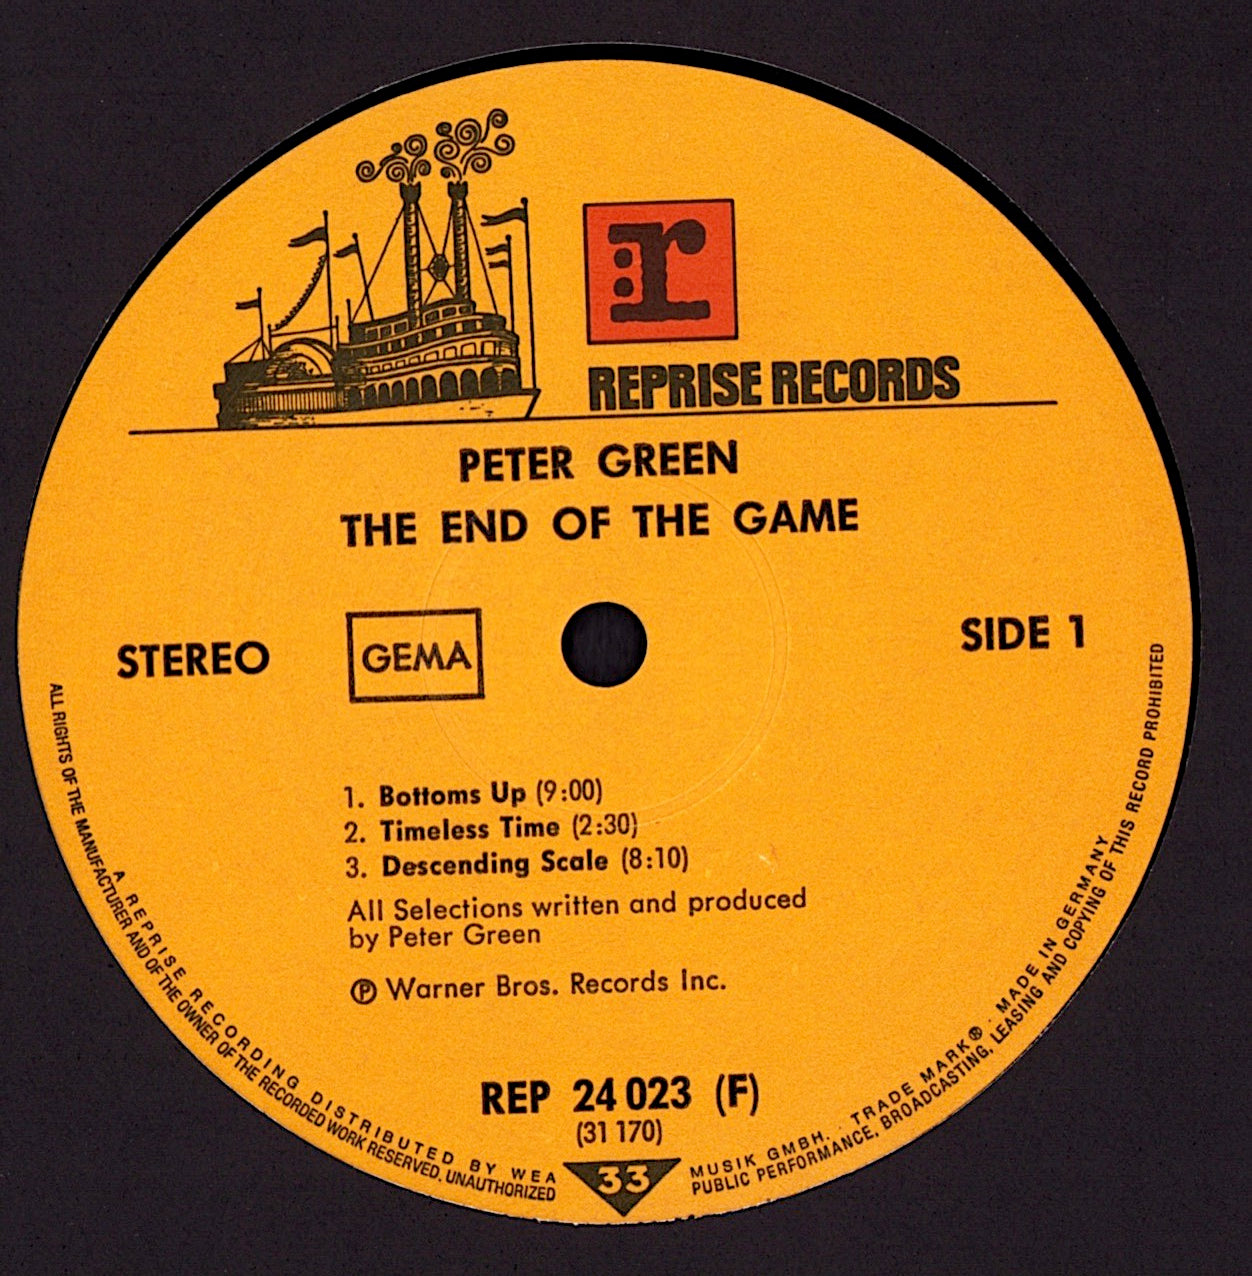 r
REPRISE RECORDS
PETER GREEN
THE END OF THE GAME
STEREO
GEMA
SIDE 1
1. Bottoms Up (9:00)
2. Timeless Time (2:30)
3. Descending Scale (8:10)
All Selections written and produced
by Peter Green
Ⓟ Warner Bros. Records Inc.
REP 24 023 (F)
(31 170)
33
A REPRISE RECORDING DISTRIBUTED BY WEA MUSIK GMBH. · TRADE MARK® · MADE IN GERMANY
ALL RIGHTS OF THE MANUFACTURER AND OF THE OWNER OF THE RECORDED WORK RESERVED. UNAUTHORIZED PUBLIC PERFORMANCE, BROADCASTING, LEASING AND COPYING OF THIS RECORD PROHIBITED